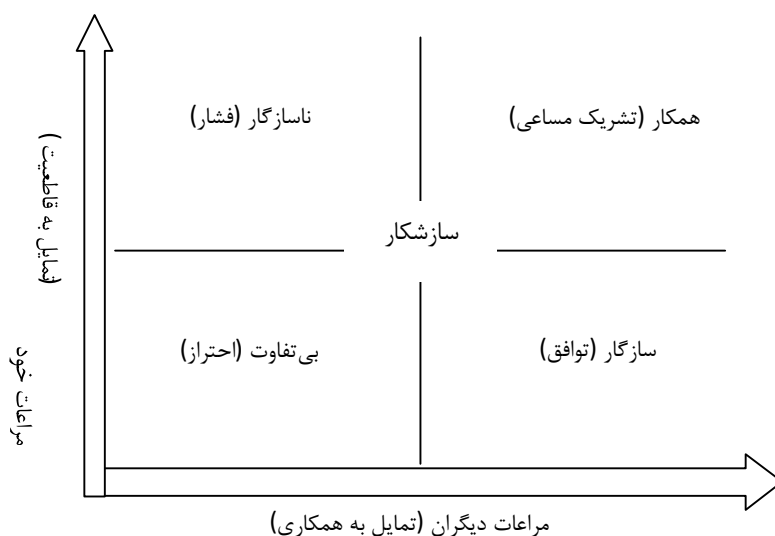 همکار (تشریک مساعی)
ناسازگار (فشار)
سازشکار
سازگار (توافق)
بی‌تفاوت (احتراز)
مراعات خود
(تمایل به قاطعیت)
مراعات دیگران (تمایل به همکاری)